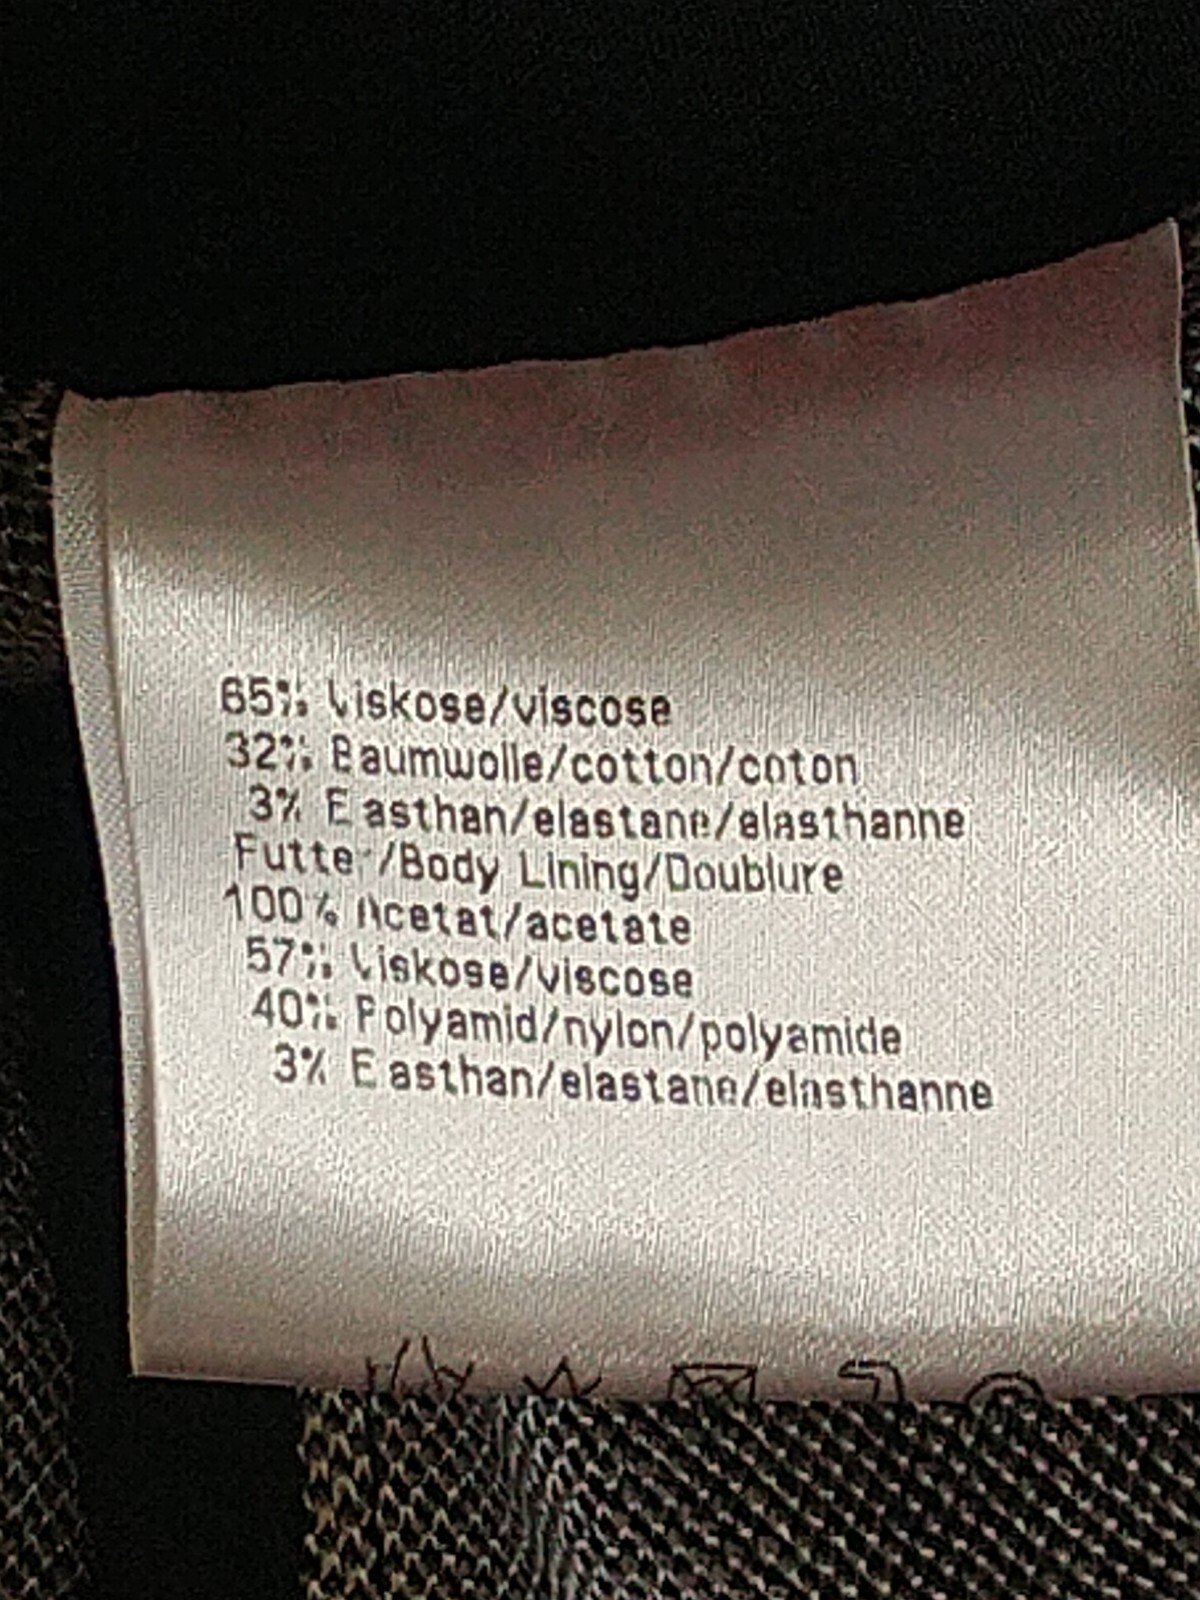 65% Viskose/viscose
32% Baumwolle/cotton/coton
3% Elasthan/elastane/elasthanne
Futter/Body Lining/Doublure
100% Acetat/acetate
57% Viskose/viscose
40% Polyamid/nylon/polyamide
3% Elasthan/elastane/elasthanne